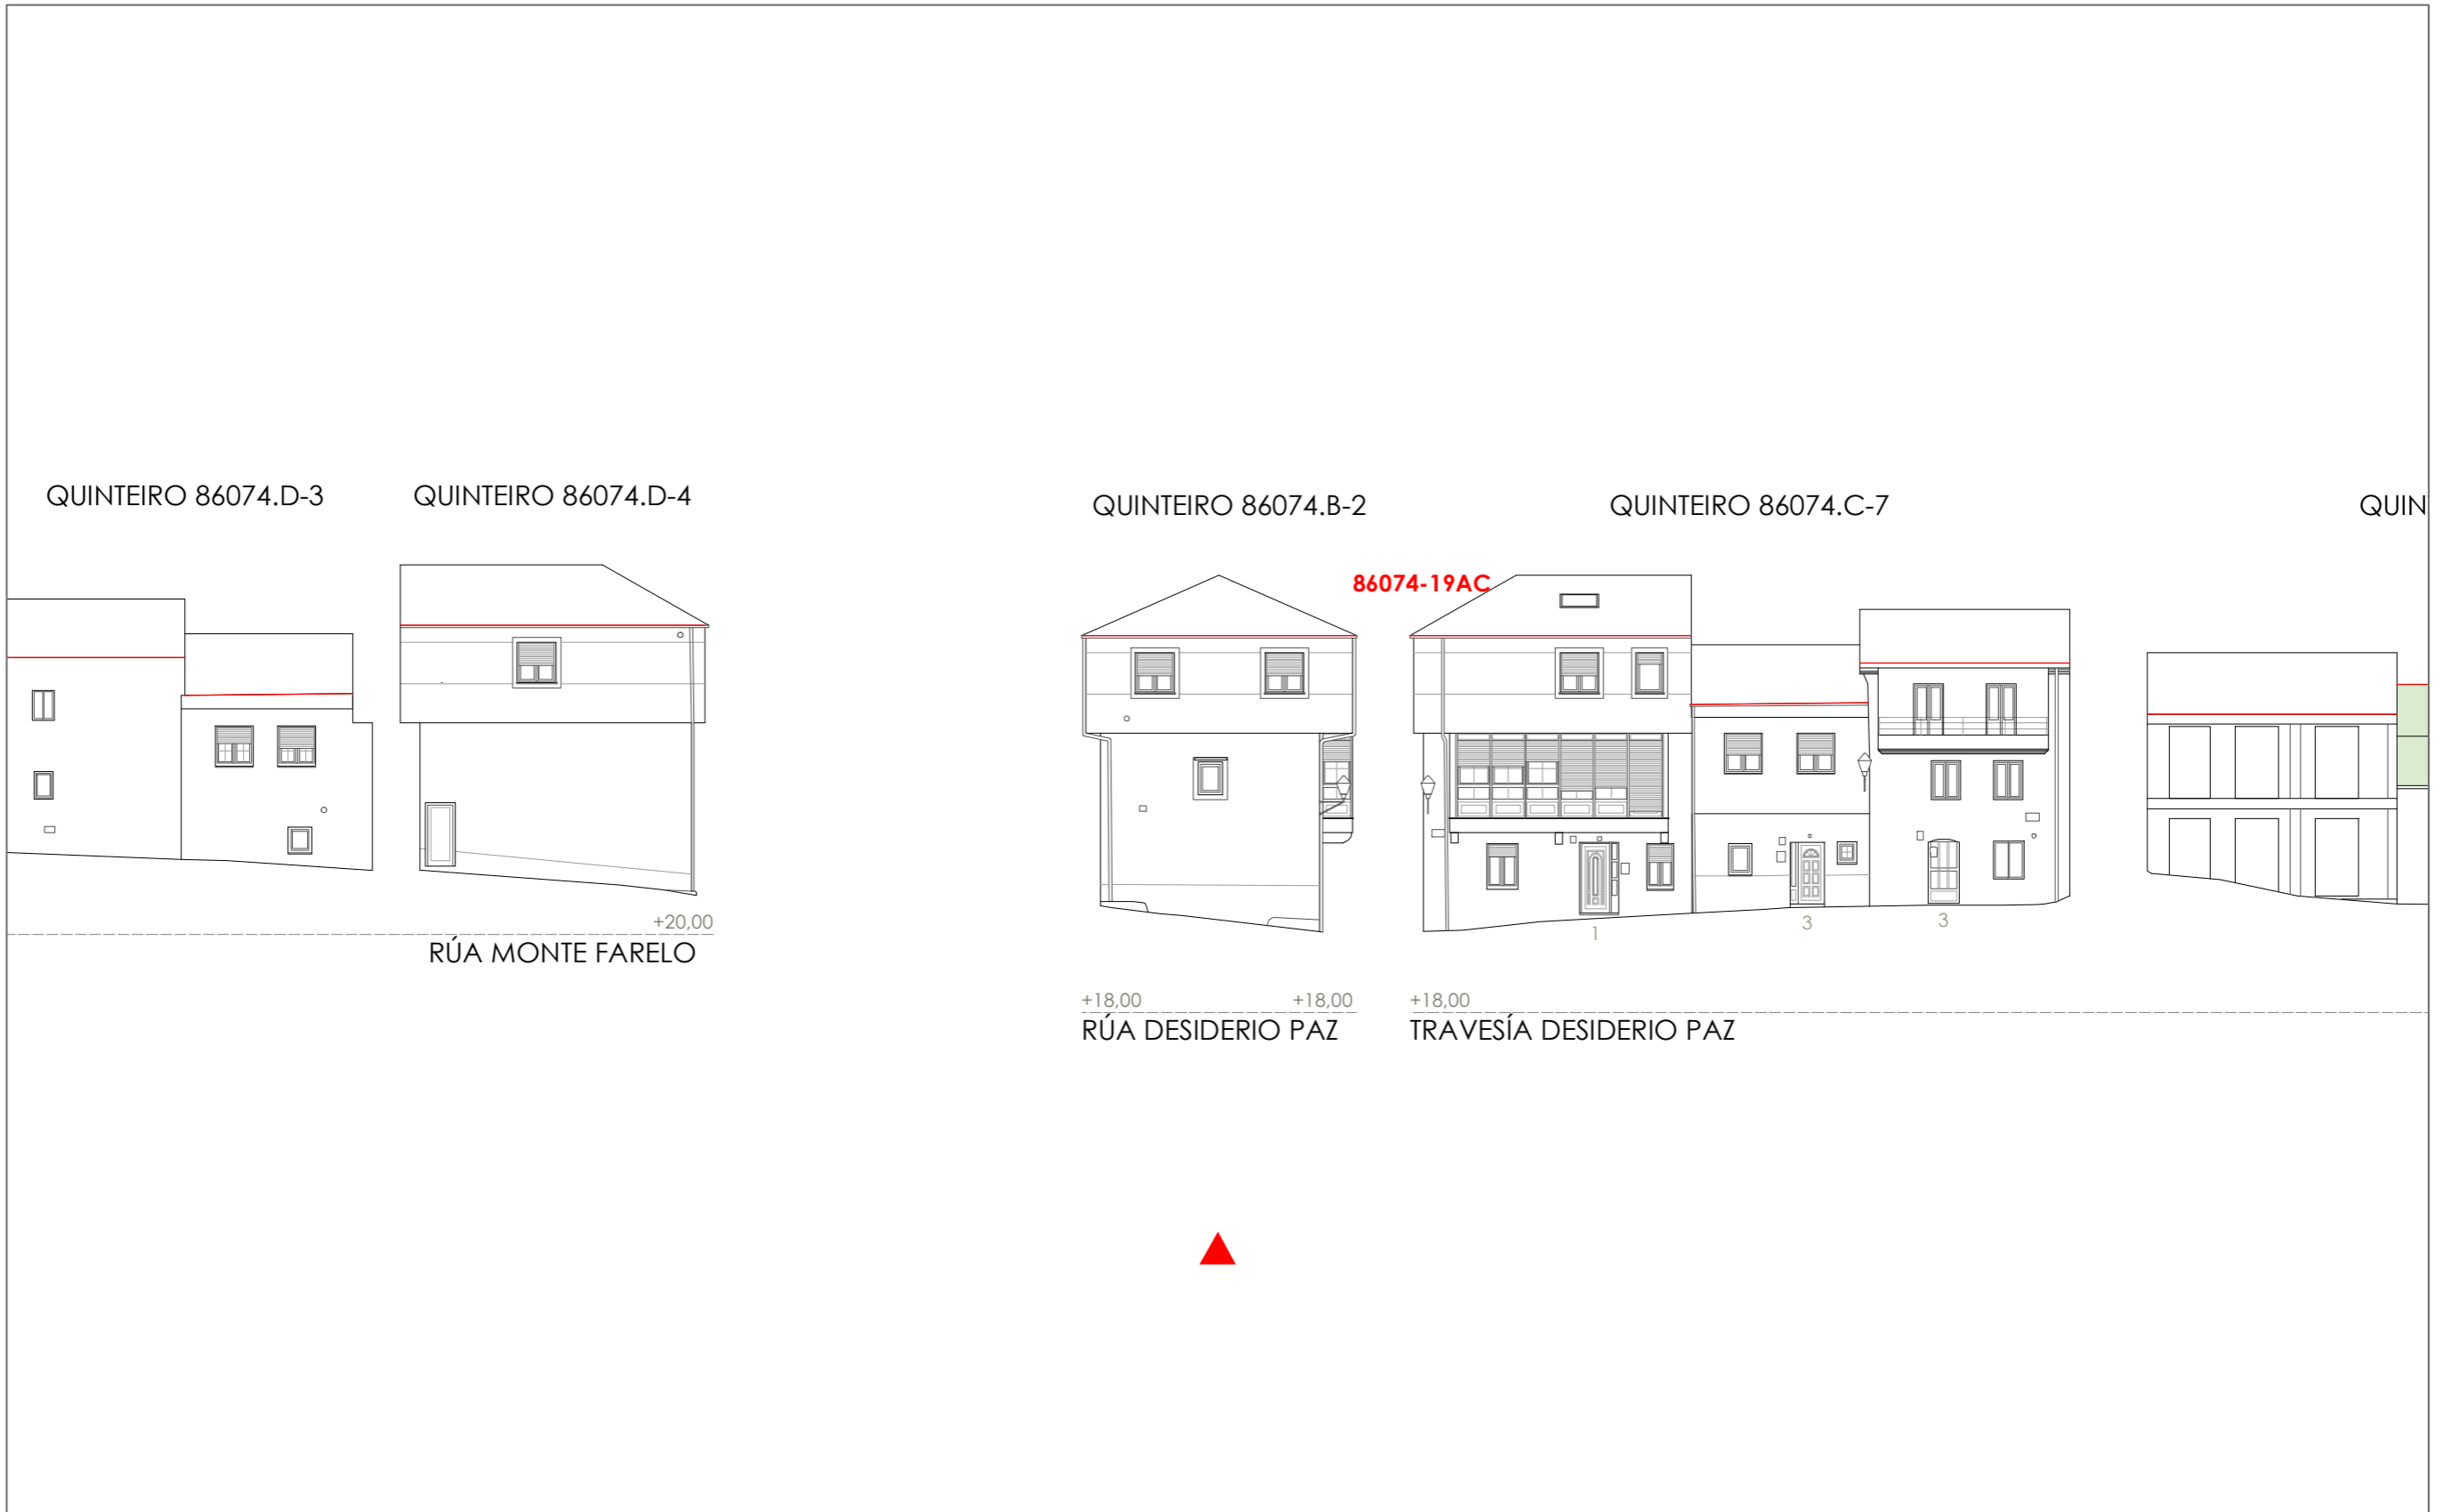 QUINTEIRO 86074.D-3
QUINTEIRO 86074.D-4
QUINTEIRO 86074.B-2
QUINTEIRO 86074.C-7
QUIN
86074-19AC
+20,00
RÚA MONTE FARELO
1
3
3
+18,00
+18,00
+18,00
RÚA DESIDERIO PAZ
TRAVESÍA DESIDERIO PAZ